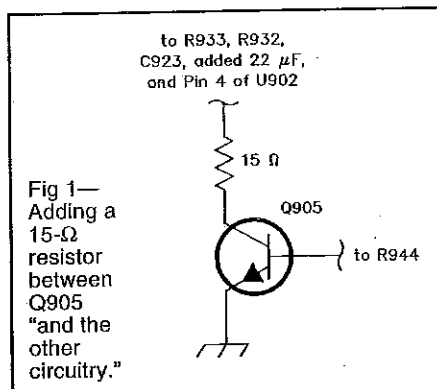 to R933, R932,
C923, added 22 μF,
and Pin 4 of U902
15 Ω
Q905
to R944
Fig 1—
Adding a
15-Ω
resistor
between
Q905
"and the
other
circuitry."